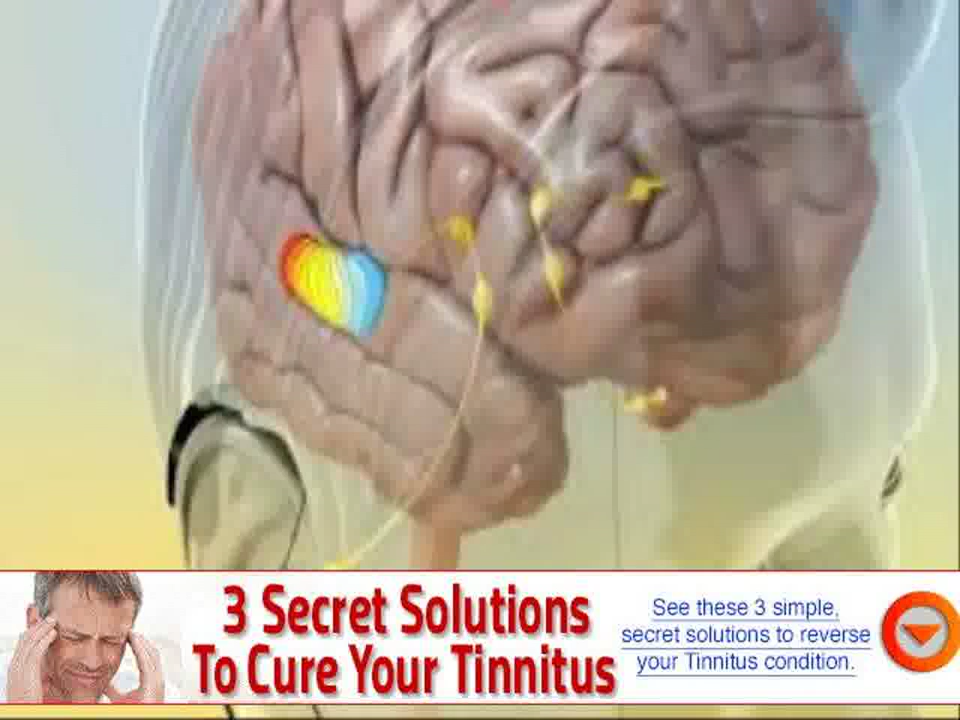 3 Secret Solutions
To Cure Your Tinnitus
See these 3 simple,
secret solutions to reverse
your Tinnitus condition.